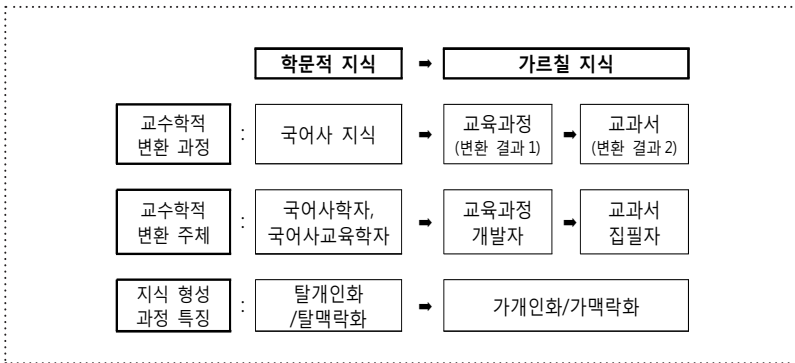 학문적 지식 ➡ 가르칠 지식
교수학적
변환 과정 : 국어사 지식 ➡ 교육과정
(변환 결과 1) ➡ 교과서
(변환 결과 2)
교수학적
변환 주체 : 국어사학자,
국어사교육학자 ➡ 교육과정
개발자 ➡ 교과서
집필자
지식 형성
과정 특징 : 탈개인화
/탈맥락화 ➡ 가개인화/가맥락화